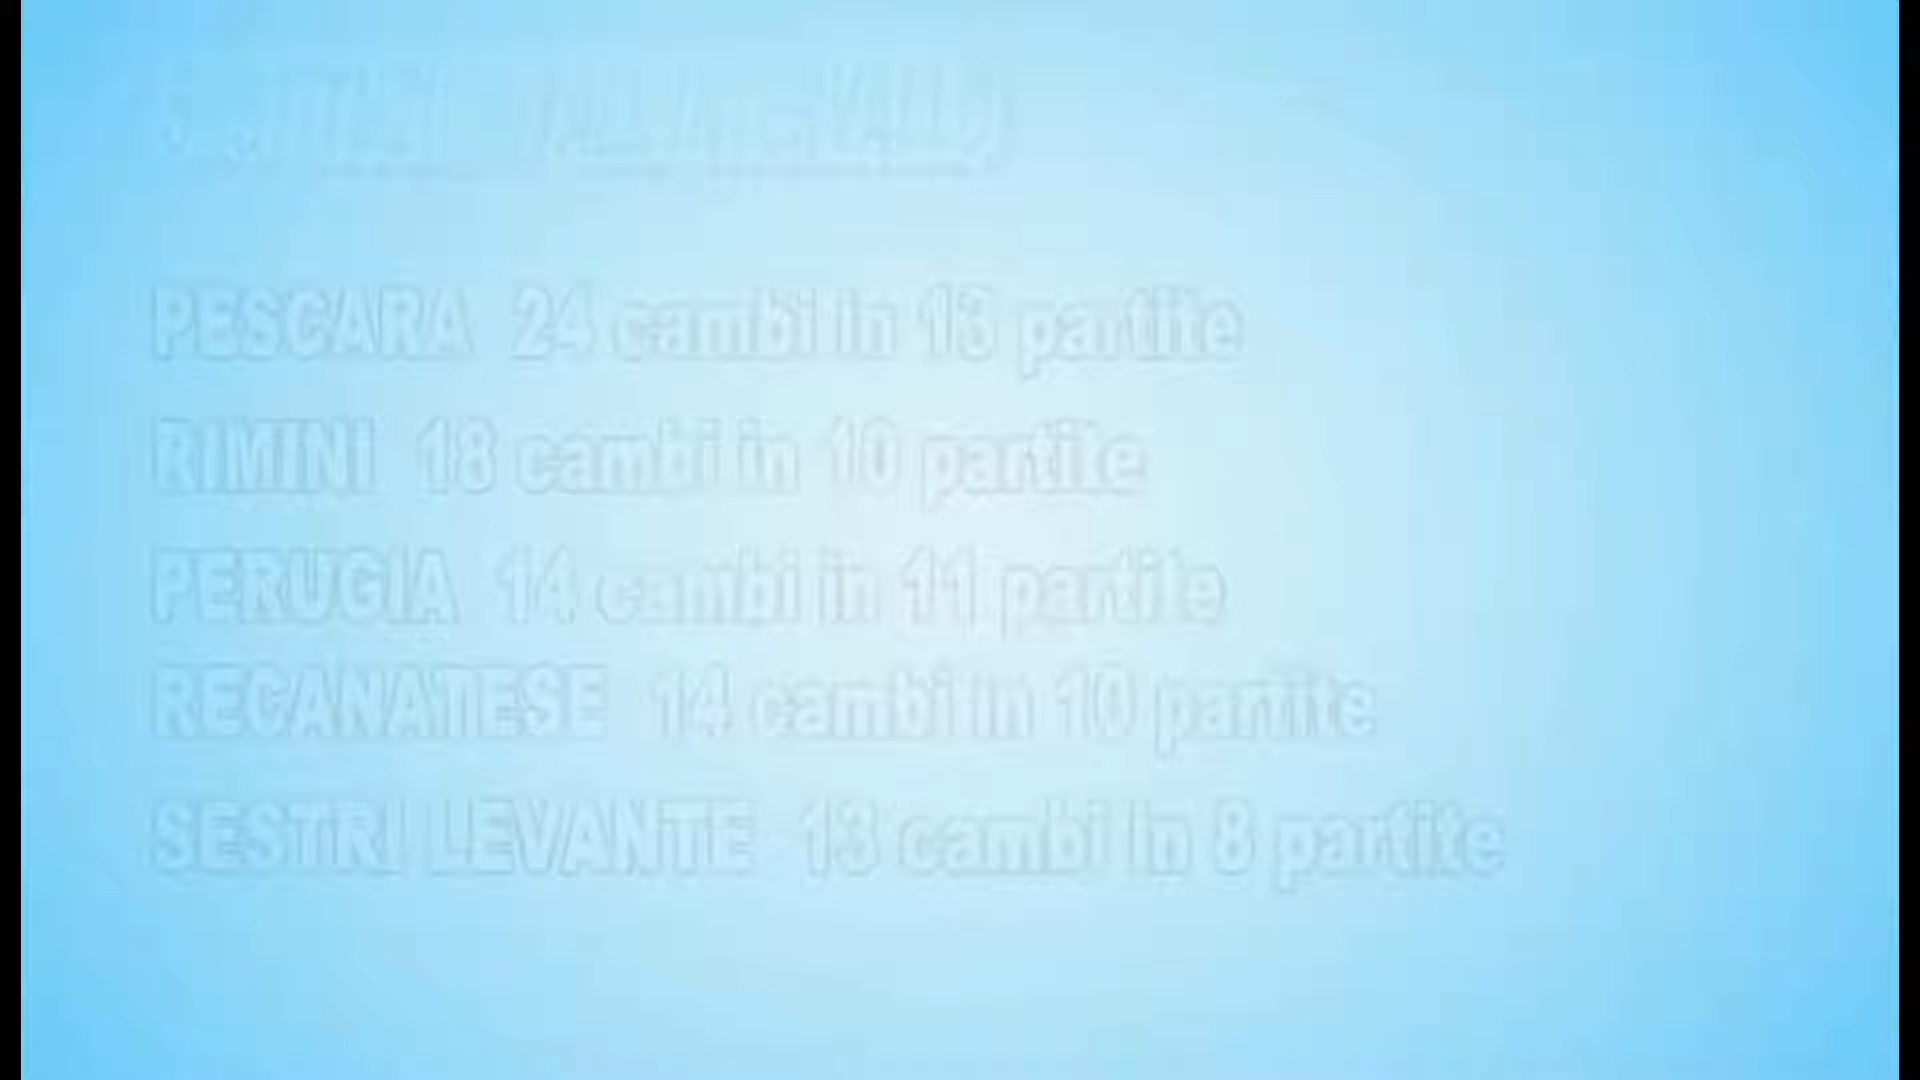 PESCARA 24 cambi in 13 partite
RIMINI 18 cambi in 10 partite
PERUGIA 14 cambi in 11 partite
RECANATESE 14 cambi in 10 partite
SESTRI LEVANTE 13 cambi in 8 partite